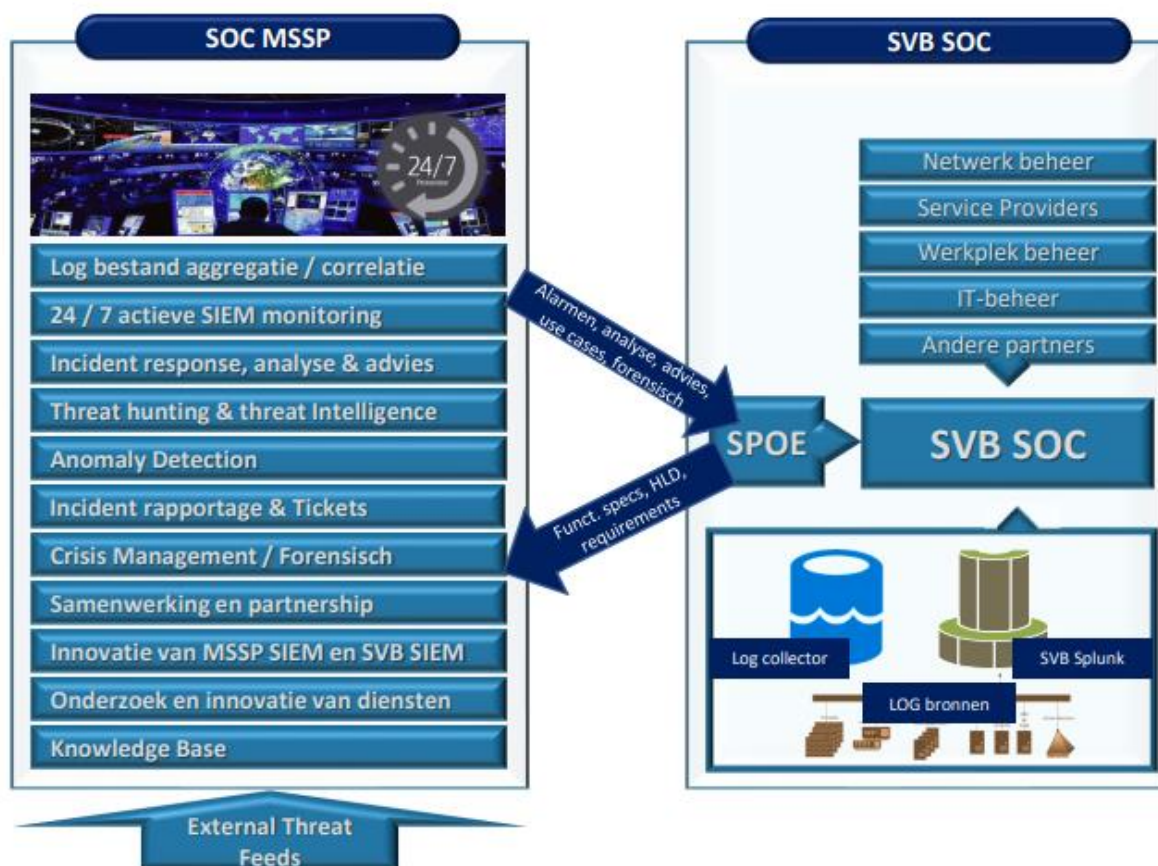 SOC MSSP
24/7
Log bestand aggregatie / correlatie
24 / 7 actieve SIEM monitoring
Incident response, analyse & advies
Threat hunting & threat Intelligence
Anomaly Detection
Incident rapportage & Tickets
Crisis Management / Forensisch
Samenwerking en partnership
Innovatie van MSSP SIEM en SVB SIEM
Onderzoek en innovatie van diensten
Knowledge Base
External Threat
Feeds
Alarmen, analyse, advies,
use cases, forensisch
Funct. specs, HLD,
requirements
SVB SOC
Netwerk beheer
Service Providers
Werkplek beheer
IT-beheer
Andere partners
SPOE
SVB SOC
Log collector
SVB Splunk
LOG bronnen